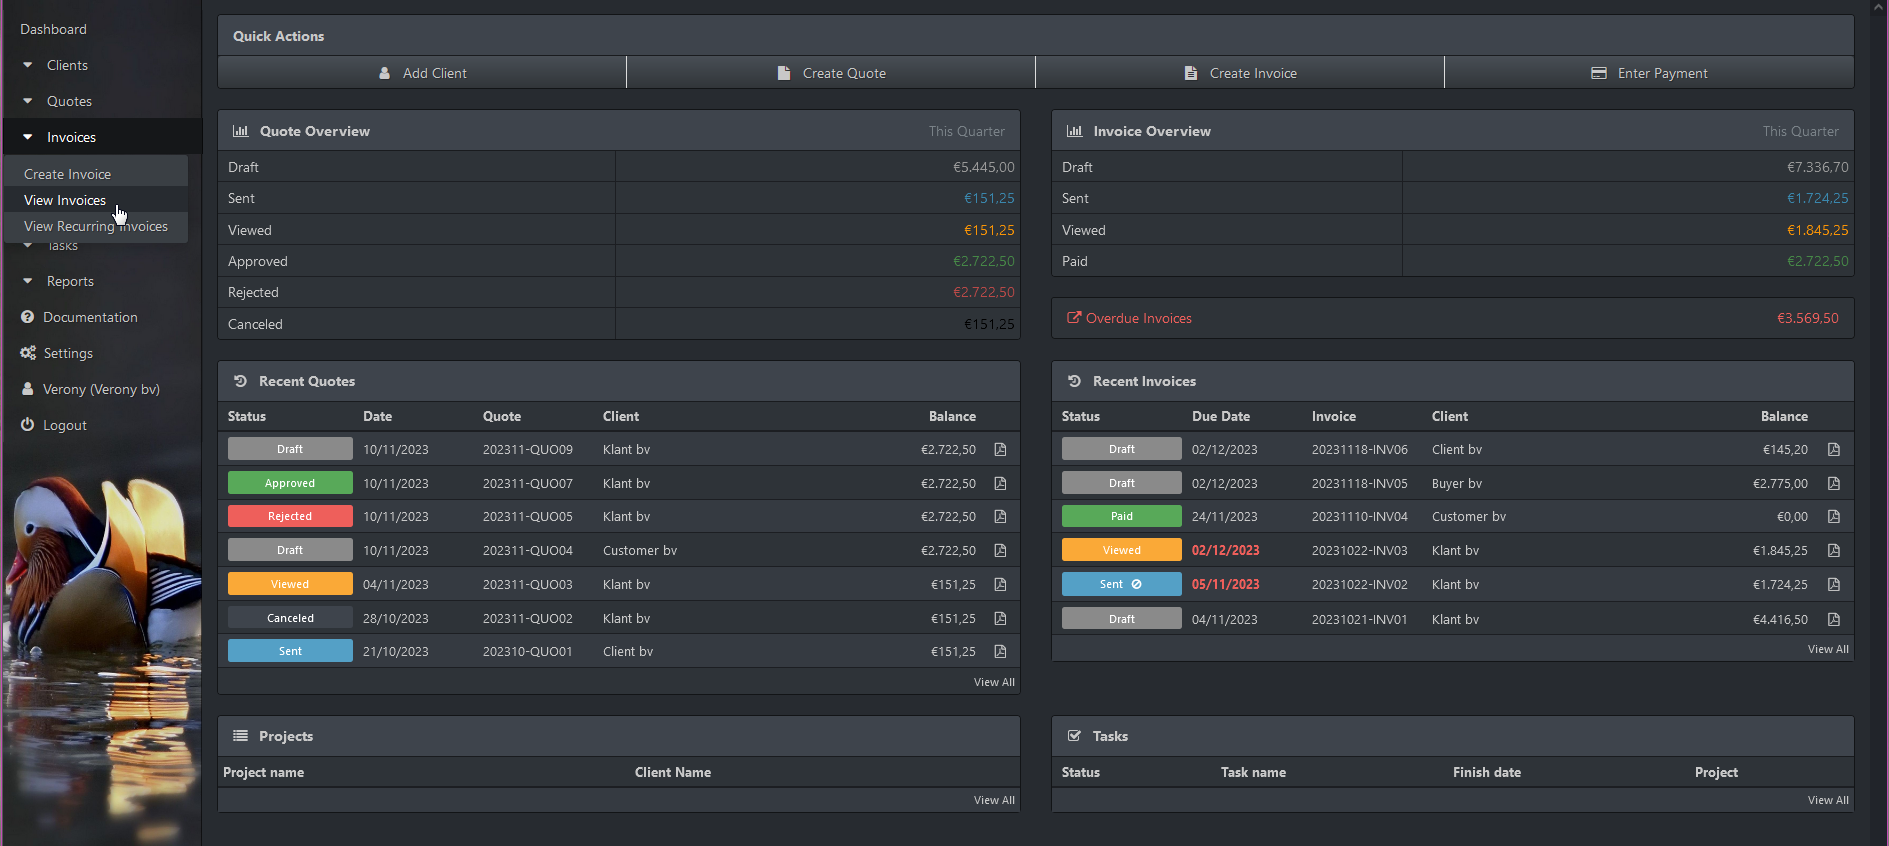 Dashboard
Clients
Quotes
Invoices
Create Invoice
View Invoices
View Recurring Invoices
Tasks
Reports
Documentation
Settings
Verony (Verony bv)
Logout
Quick Actions
Add Client
Create Quote
Create Invoice
Enter Payment
Quote Overview This Quarter
Draft €5.445,00
Sent €151,25
Viewed €151,25
Approved €2.722,50
Rejected €2.722,50
Canceled €151,25
Invoice Overview This Quarter
Draft €7.336,70
Sent €1.724,25
Viewed €1.845,25
Paid €2.722,50
Overdue Invoices €3.569,50
Recent Quotes
Status Date Quote Client Balance
Draft 10/11/2023 202311-QUO09 Klant bv €2.722,50
Approved 10/11/2023 202311-QUO07 Klant bv €2.722,50
Rejected 10/11/2023 202311-QUO05 Klant bv €2.722,50
Draft 10/11/2023 202311-QUO04 Customer bv €2.722,50
Viewed 04/11/2023 202311-QUO03 Klant bv €151,25
Canceled 28/10/2023 202311-QUO02 Klant bv €151,25
Sent 21/10/2023 202310-QUO01 Client bv €151,25
View All
Recent Invoices
Status Due Date Invoice Client Balance
Draft 02/12/2023 20231118-INV06 Client bv €145,20
Draft 02/12/2023 20231118-INV05 Buyer bv €2.775,00
Paid 24/11/2023 20231110-INV04 Customer bv €0,00
Viewed 02/12/2023 20231022-INV03 Klant bv €1.845,25
Sent 05/11/2023 20231022-INV02 Klant bv €1.724,25
Draft 04/11/2023 20231021-INV01 Klant bv €4.416,50
View All
Projects
Project name Client Name
View All
Tasks
Status Task name Finish date Project
View All